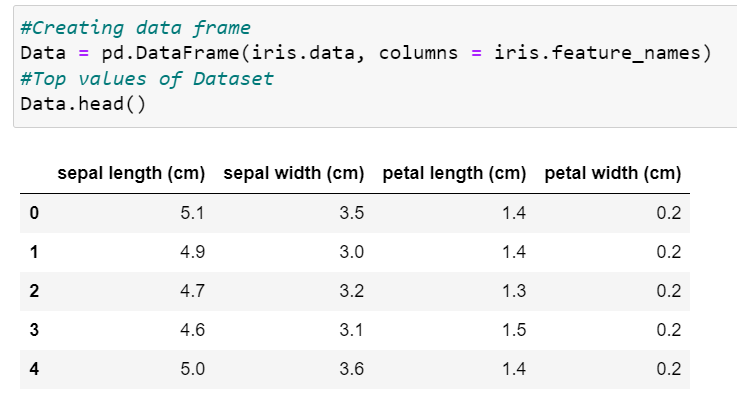 #Creating data frame
Data = pd.DataFrame(iris.data, columns = iris.feature_names)
#Top values of Dataset
Data.head()
sepal length (cm) sepal width (cm) petal length (cm) petal width (cm)
0 5.1 3.5 1.4 0.2
1 4.9 3.0 1.4 0.2
2 4.7 3.2 1.3 0.2
3 4.6 3.1 1.5 0.2
4 5.0 3.6 1.4 0.2